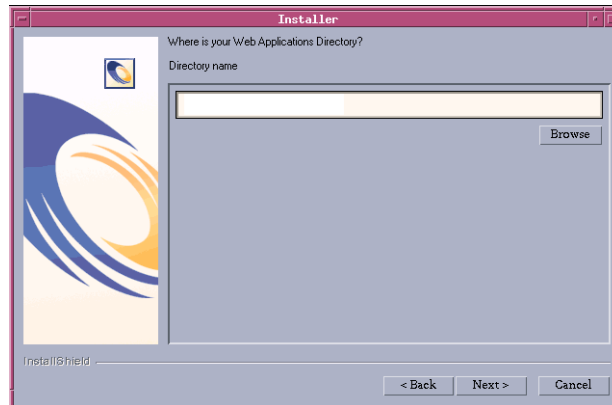 Installer
Where is your Web Applications Directory?
Directory name
Browse
InstallShield
< Back
Next >
Cancel